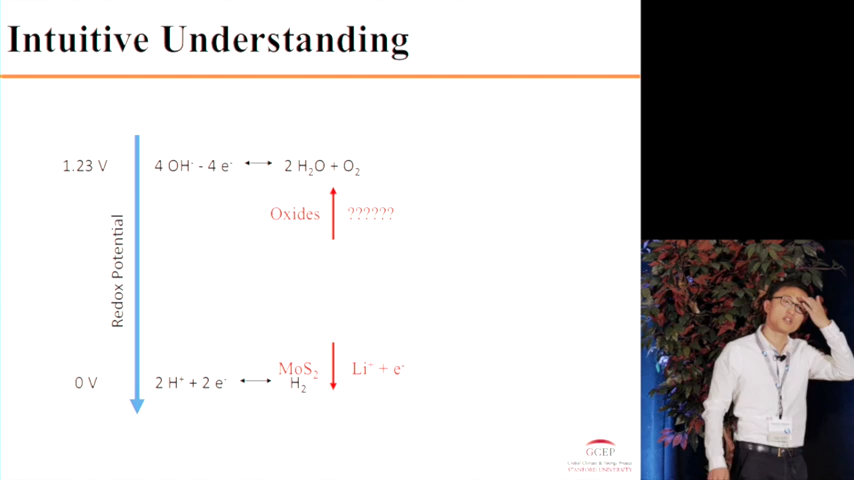 Intuitive Understanding
1.23 V
4 OH⁻ - 4 e⁻ ⟷ 2 H₂O + O₂
Oxides ??????
Redox Potential
MoS₂ Li⁺ + e⁻
0 V
2 H⁺ + 2 e⁻ ⟷ H₂
GCEP
STANFORD UNIVERSITY